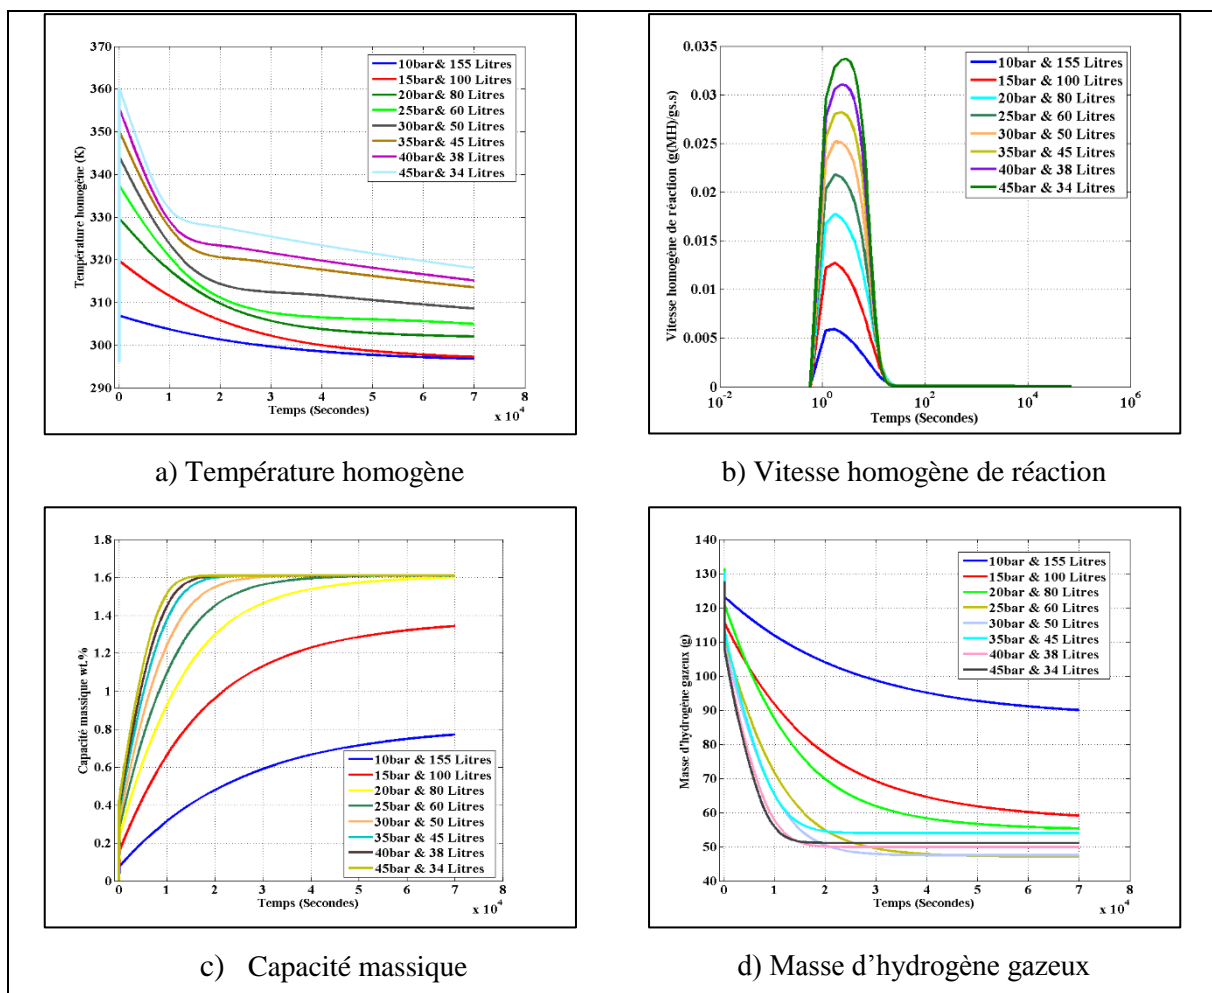 370
360
350
340
330
320
310
300
290
0
1
2
3
4
5
6
7
8
x 10^4
Température homogène (K)
Temps (Secondes)
10bar& 155 Litres
15bar & 100 Litres
20bar& 80 Litres
25bar& 60 Litres
30bar& 50 Litres
35bar& 45 Litres
40bar& 38 Litres
45bar& 34 Litres
a) Température homogène
0.035
0.03
0.025
0.02
0.015
0.01
0.005
0
10^-2
10^0
10^2
10^4
10^6
Vitesse homogène de réaction (g(MH)/gs.s)
Temps (Secondes)
10bar & 155 Litres
15bar & 100 Litres
20bar & 80 Litres
25bar & 60 Litres
30bar & 50 Litres
35bar & 45 Litres
40bar & 38 Litres
45bar & 34 Litres
b) Vitesse homogène de réaction
1.8
1.6
1.4
1.2
1
0.8
0.6
0.4
0.2
0
0
1
2
3
4
5
6
7
8
x 10^4
Capacité massique wt.%
Temps (Secondes)
10bar & 155 Litres
15bar & 100 Litres
20bar & 80 Litres
25bar & 60 Litres
30bar & 50 Litres
35bar & 45 Litres
40bar & 38 Litres
45bar & 34 Litres
c) Capacité massique
140
130
120
110
100
90
80
70
60
50
40
0
1
2
3
4
5
6
7
8
x 10^4
Masse d'hydrogène gazeux (g)
Temps (Secondes)
10bar & 155 Litres
15bar & 100 Litres
20bar & 80 Litres
25bar & 60 Litres
30bar & 50 Litres
35bar & 45 Litres
40bar & 38 Litres
45bar & 34 Litres
d) Masse d'hydrogène gazeux